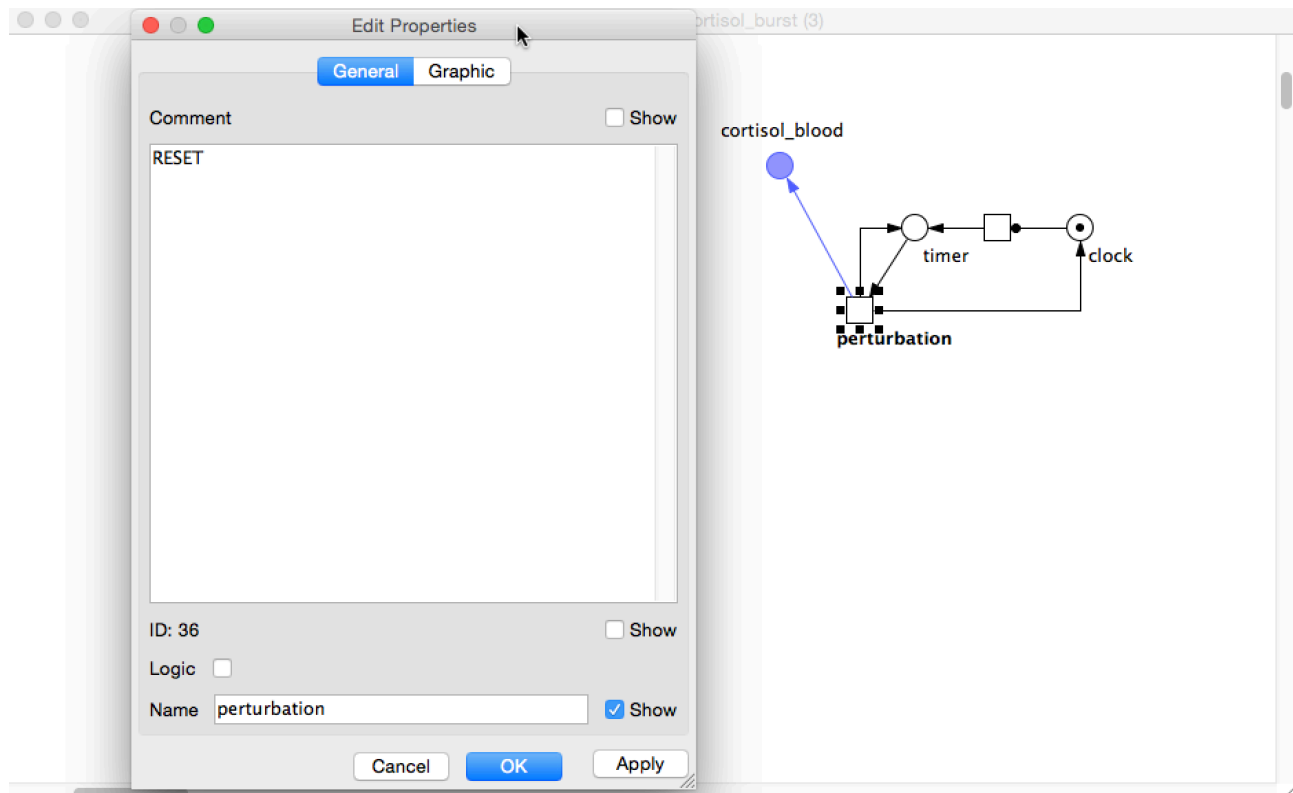 Edit Properties
ortisol_burst (3)
General Graphic
Comment
Show
RESET
cortisol_blood
timer
clock
perturbation
ID: 36
Show
Logic
Name
perturbation
Show
Cancel
OK
Apply